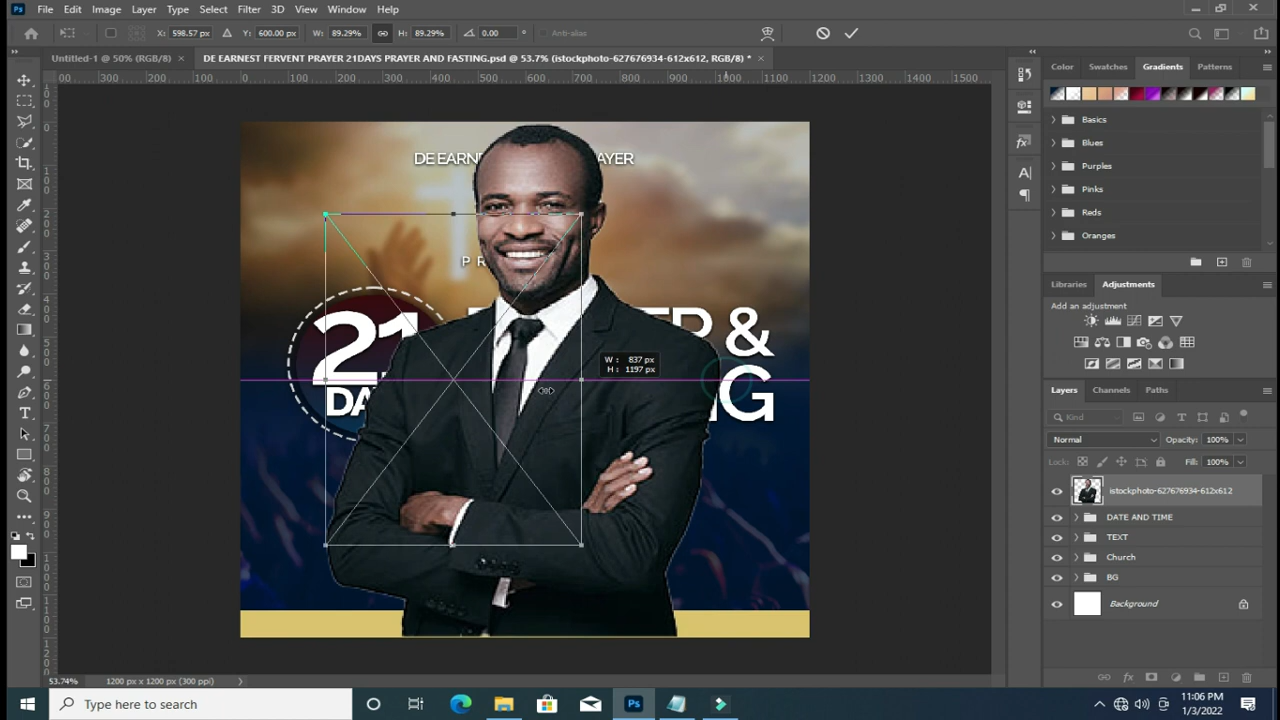 Ps File Edit Image Layer Type Select Filter 3D View Window Help
X: 598.57 px Y: 600.00 px W: 89.29% H: 89.29% 0.00 ° Anti-alias
Untitled-1 @ 50% (RGB/8) × DE EARNEST FERVENT PRAYER 21DAYS PRAYER AND FASTING.psd @ 53.7% (istockphoto-627676934-612x612, RGB/8) * ×
Color Swatches Gradients Patterns
Basics
Blues
Purples
Pinks
Reds
Oranges
Libraries Adjustments
Add an adjustment
Layers Channels Paths
Kind
Normal Opacity: 100%
Lock: Fill: 100%
istockphoto-627676934-612x612
DATE AND TIME
TEXT
Church
BG
Background
DE EARN AYER
P R
21
DA
ER &
G
W: 837 px
H: 1197 px
53.74% 1200 px x 1200 px (300 ppi)
Type here to search
11:06 PM
1/3/2022